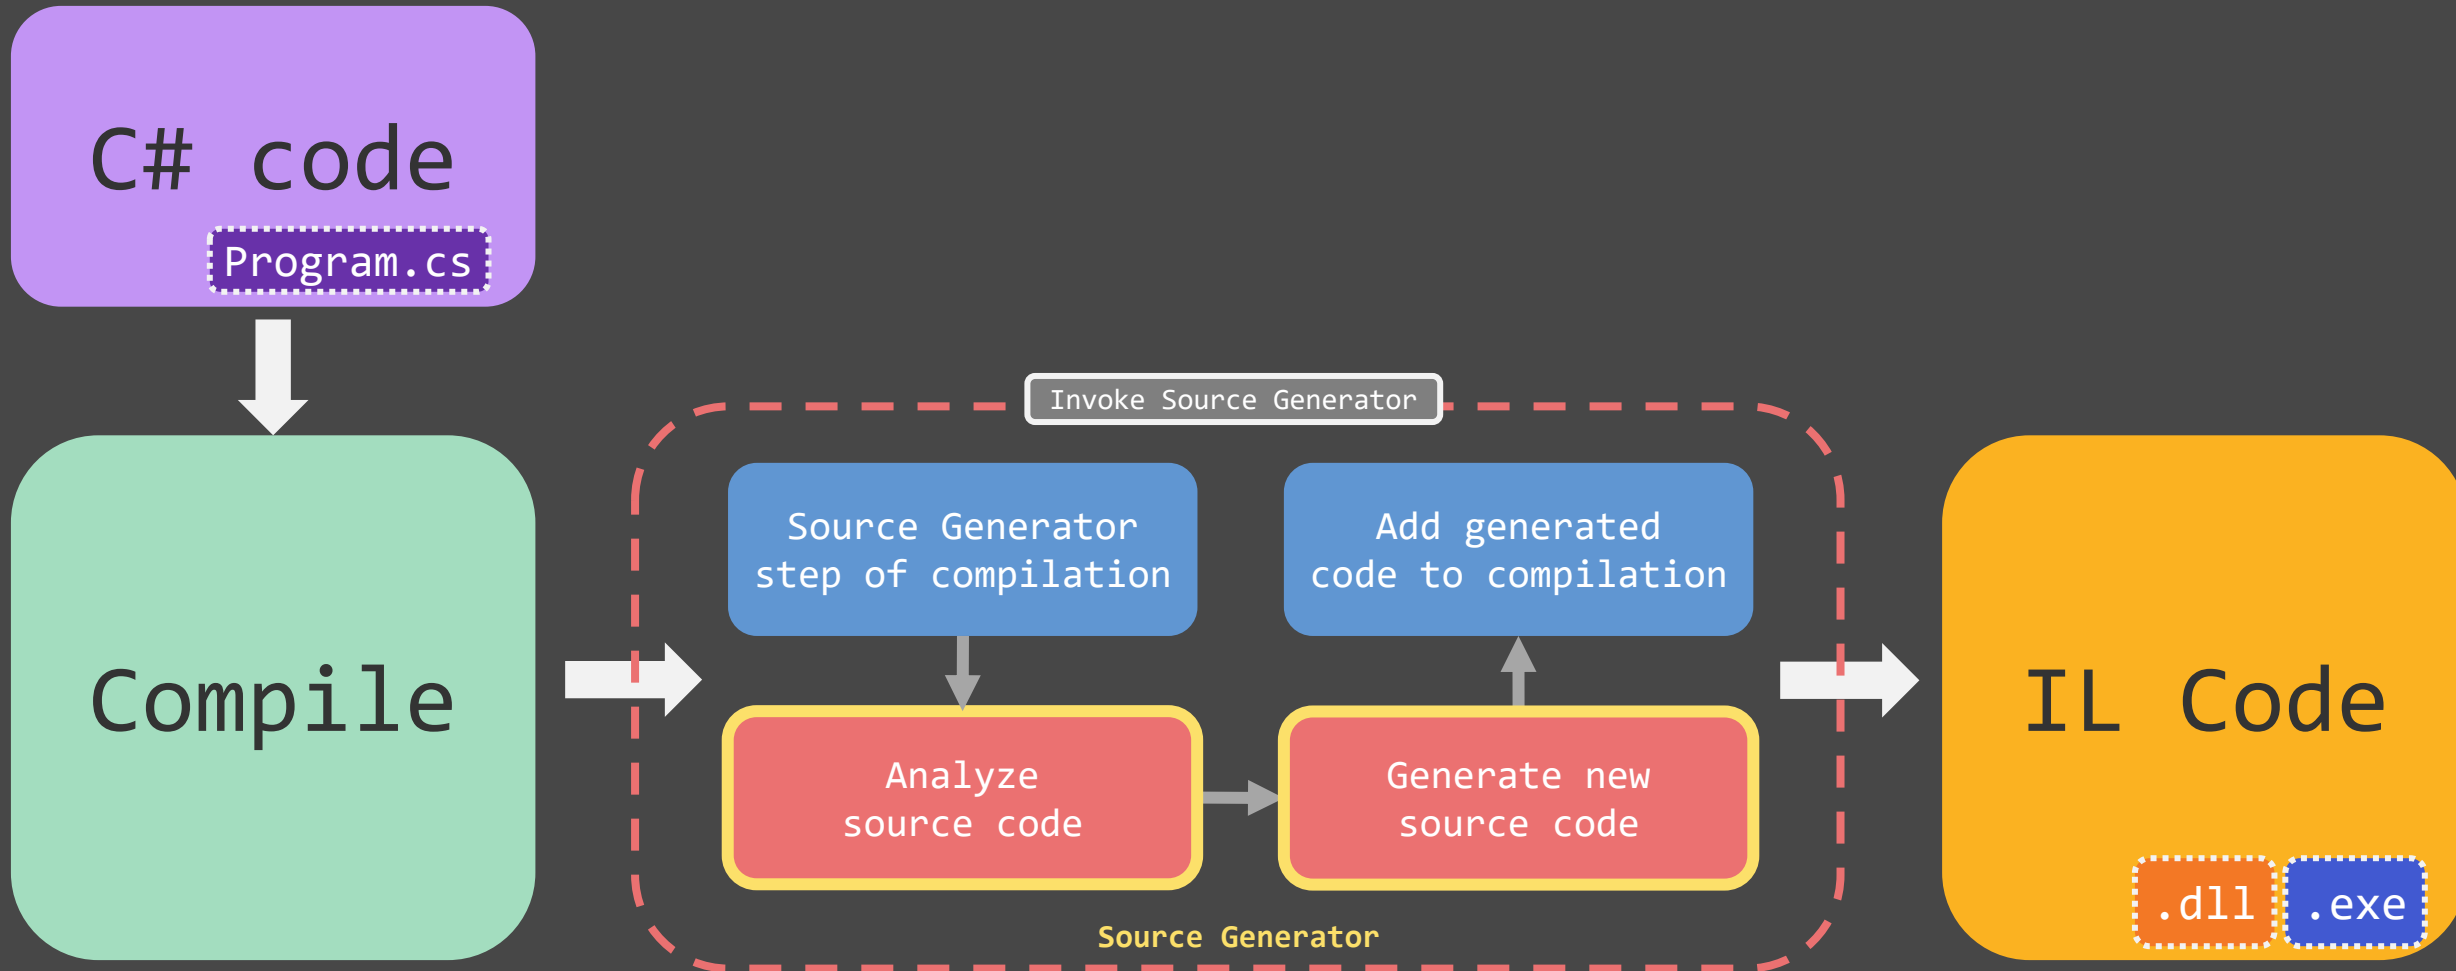 C# code
Program.cs
Compile
Invoke Source Generator
Source Generator
step of compilation
Add generated
code to compilation
Analyze
source code
Generate new
source code
Source Generator
IL Code
.dll
.exe